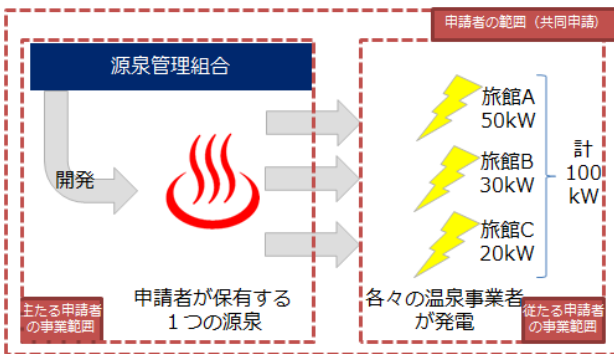 申請者の範囲（共同申請）
源泉管理組合
開発
申請者が保有する
１つの源泉
主たる申請者
の事業範囲
旅館A
50kW
旅館B
30kW
旅館C
20kW
計
100
kW
各々の温泉事業者
が発電
従たる申請者
の事業範囲